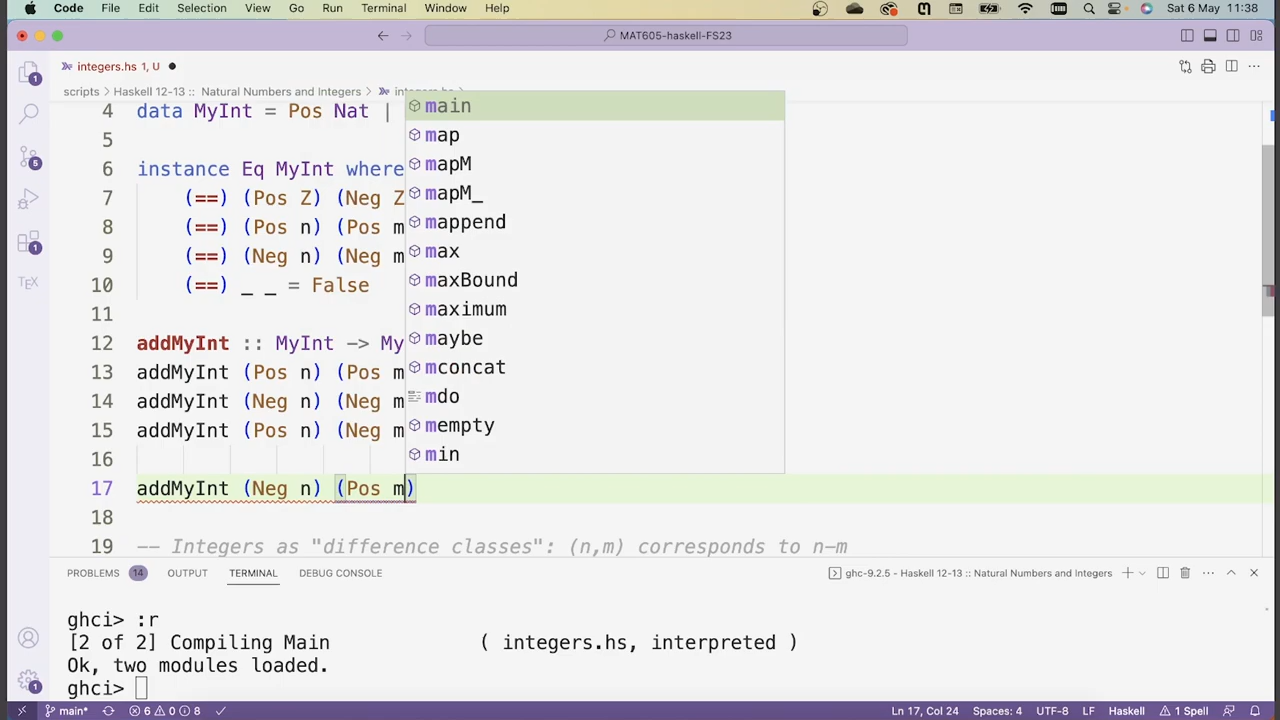 Code File Edit Selection View Go Run Terminal Window Help Sat 6 May 11:38
MAT605-haskell-FS23
integers.hs 1, U
scripts > Haskell 12-13 :: Natural Numbers and Integers > integers.hs
4 data MyInt = Pos Nat |
5
6 instance Eq MyInt where
7 (==) (Pos Z) (Neg Z
8 (==) (Pos n) (Pos m
9 (==) (Neg n) (Neg m
10 (==) _ _ = False
11
12 addMyInt :: MyInt -> My
13 addMyInt (Pos n) (Pos m
14 addMyInt (Neg n) (Neg m
15 addMyInt (Pos n) (Neg m
16
17 addMyInt (Neg n) (Pos m)
18
19 -- Integers as "difference classes": (n,m) corresponds to n-m
main
map
mapM
mapM_
mappend
max
maxBound
maximum
maybe
mconcat
mdo
mempty
min
1
5
1
TEX
1
PROBLEMS 14 OUTPUT TERMINAL DEBUG CONSOLE ghc-9.2.5 - Haskell 12-13 :: Natural Numbers and Integers
ghci> :r
[2 of 2] Compiling Main ( integers.hs, interpreted )
Ok, two modules loaded.
ghci>
main* 6 0 8 Ln 17, Col 24 Spaces: 4 UTF-8 LF Haskell 1 Spell